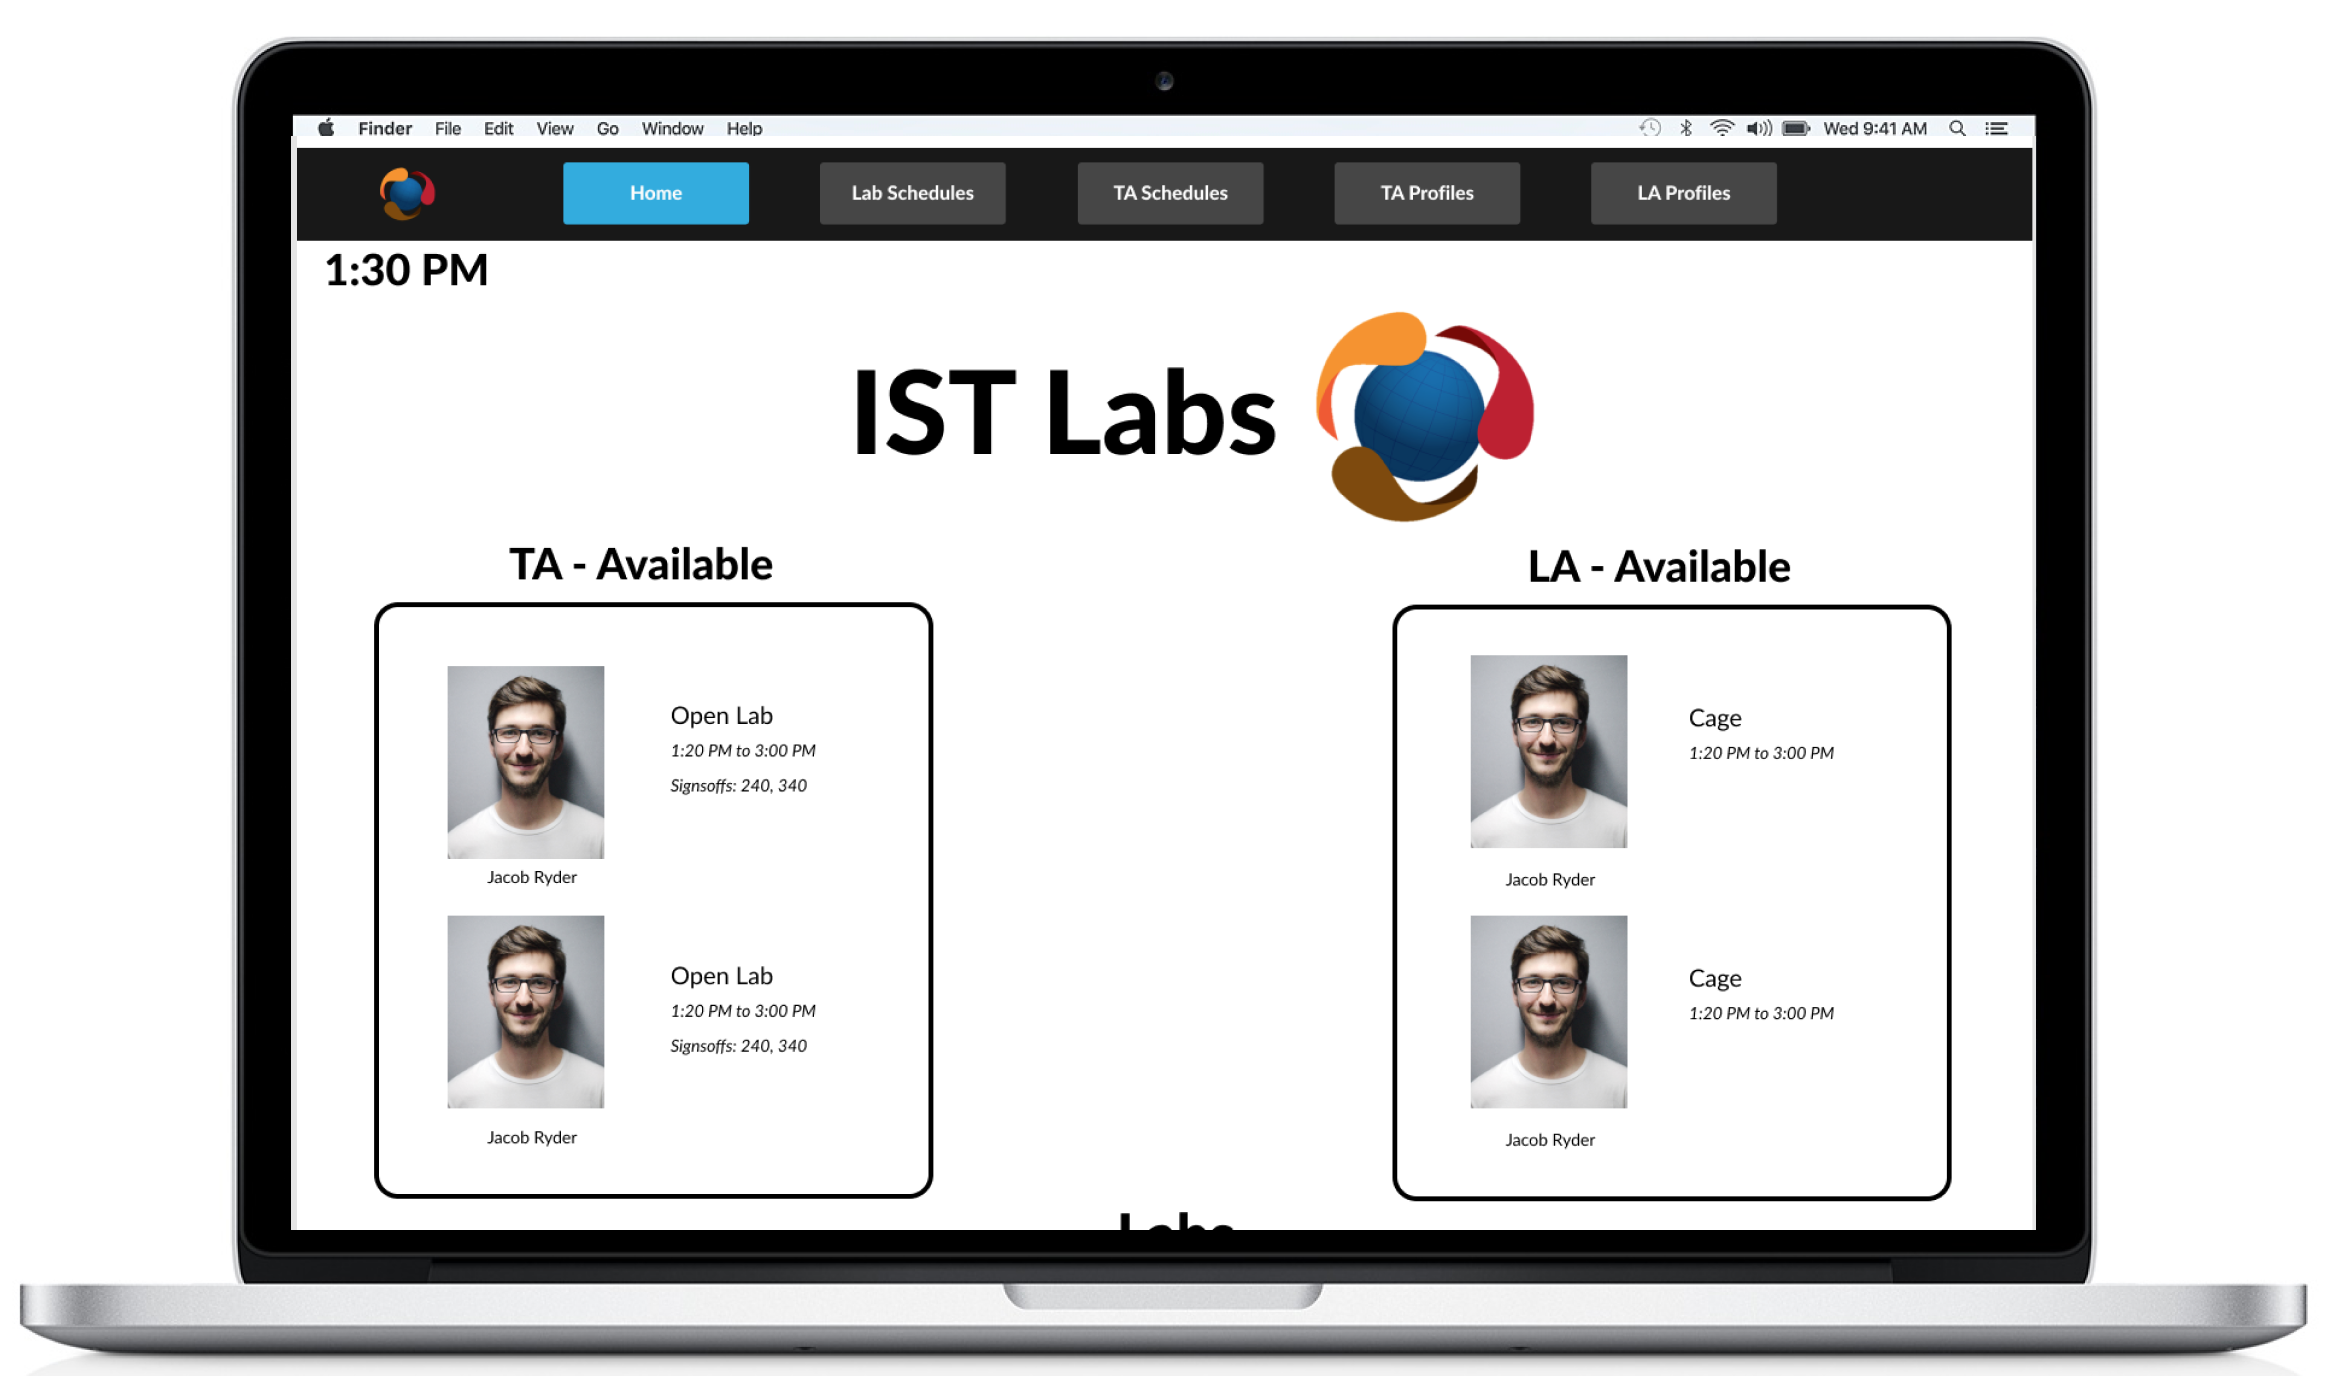 Finder File Edit View Go Window Help Wed 9:41 AM
Home Lab Schedules TA Schedules TA Profiles LA Profiles
1:30 PM
IST Labs
TA - Available
Open Lab
1:20 PM to 3:00 PM
Signsoffs: 240, 340
Jacob Ryder
Open Lab
1:20 PM to 3:00 PM
Signsoffs: 240, 340
Jacob Ryder
LA - Available
Cage
1:20 PM to 3:00 PM
Jacob Ryder
Cage
1:20 PM to 3:00 PM
Jacob Ryder
Labs